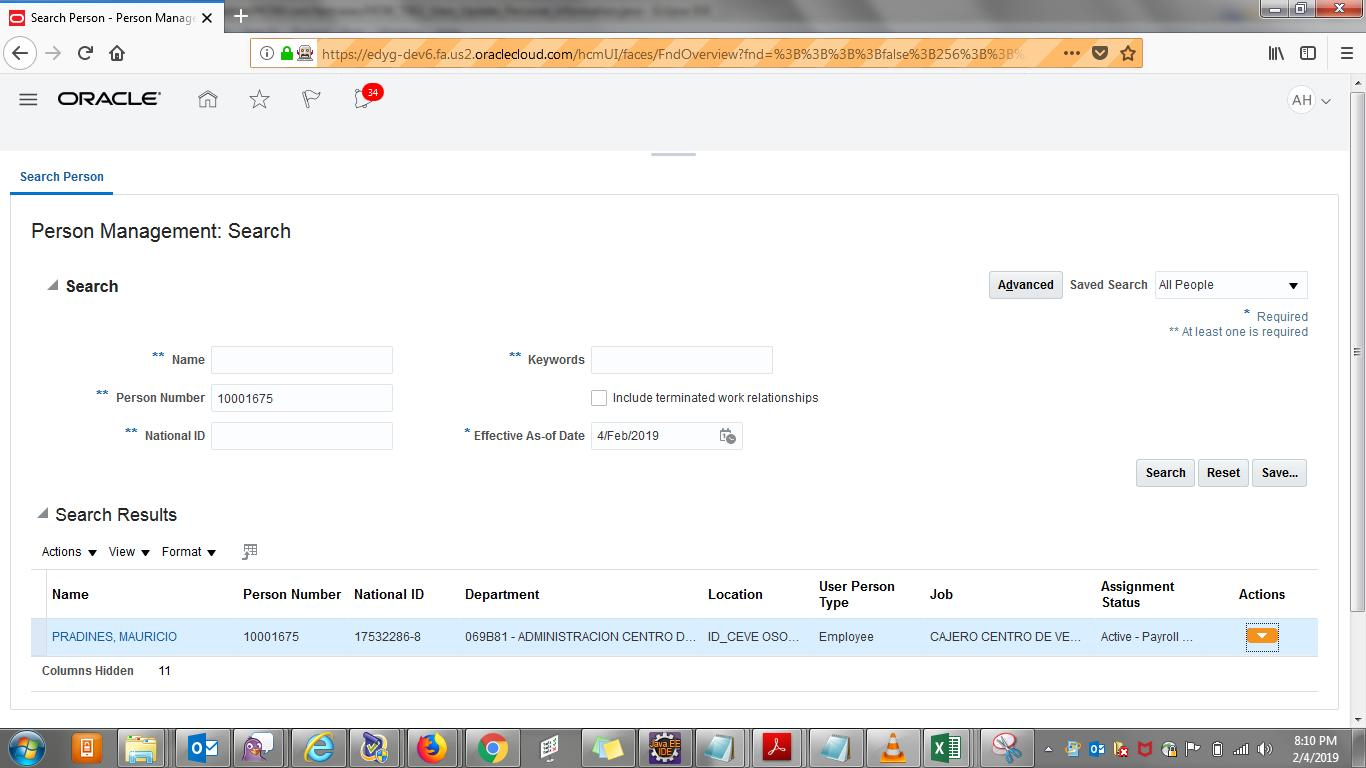 Search Person - Person Manage
https://edyg-dev6.fa.us2.oraclecloud.com/hcmUI/faces/FndOverview?fnd=%3B%3B%3B%3Bfalse%3B256%3B%3B%
ORACLE
34
AH
Search Person
Person Management: Search
Search
Advanced Saved Search All People
* Required
** At least one is required
** Name
** Keywords
** Person Number 10001675
Include terminated work relationships
** National ID
* Effective As-of Date 4/Feb/2019
Search Reset Save...
Search Results
Actions View Format
Name Person Number National ID Department Location User Person Type Job Assignment Status Actions
PRADINES, MAURICIO 10001675 17532286-8 069B81 - ADMINISTRACION CENTRO D... ID_CEVE OSO... Employee CAJERO CENTRO DE VE... Active - Payroll ...
Columns Hidden 11
Java EE
IDE
8:10 PM
2/4/2019